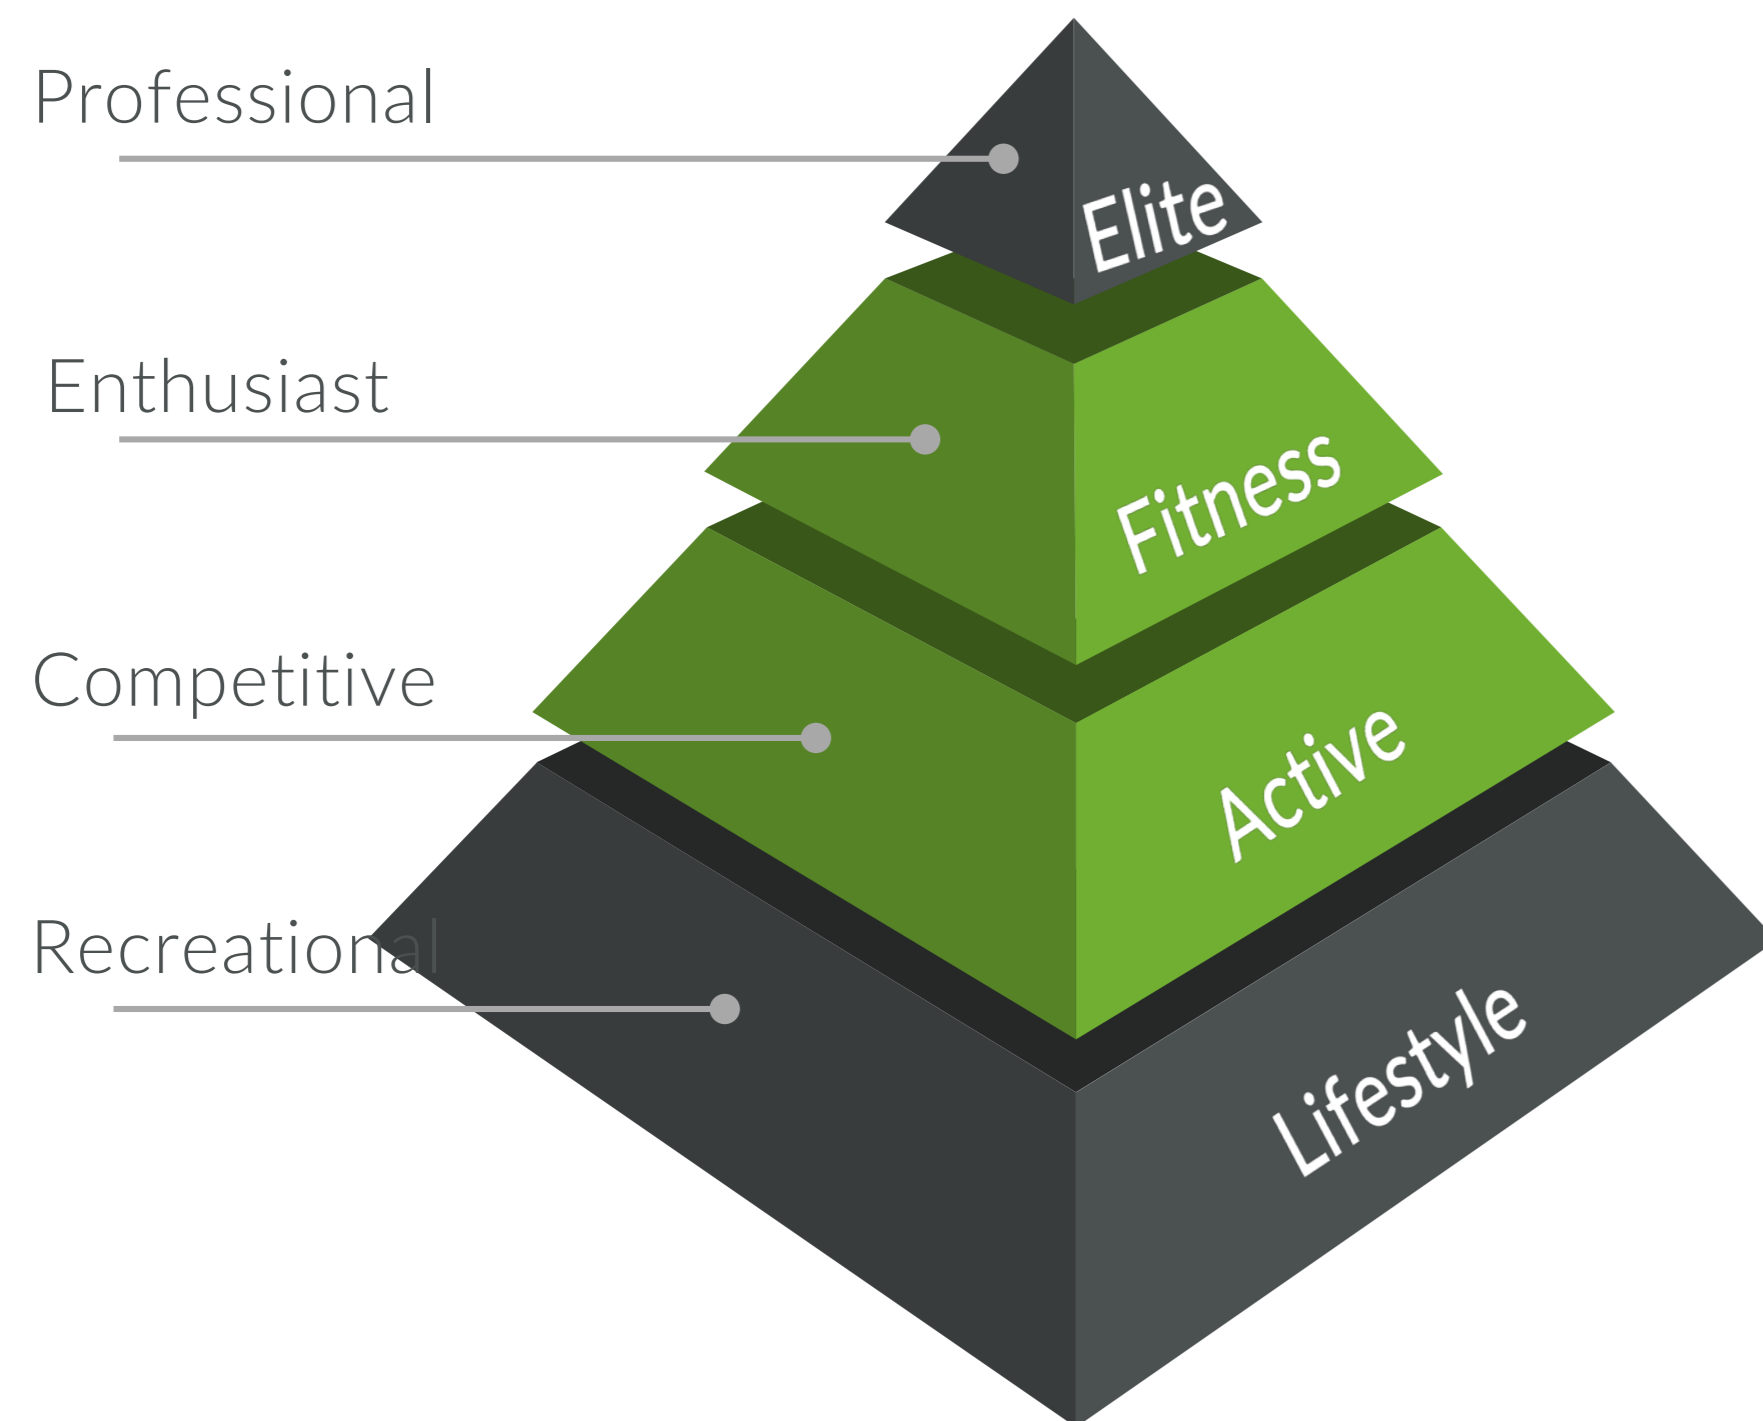 Professional
Elite
Enthusiast
Fitness
Competitive
Active
Recreational
Lifestyle